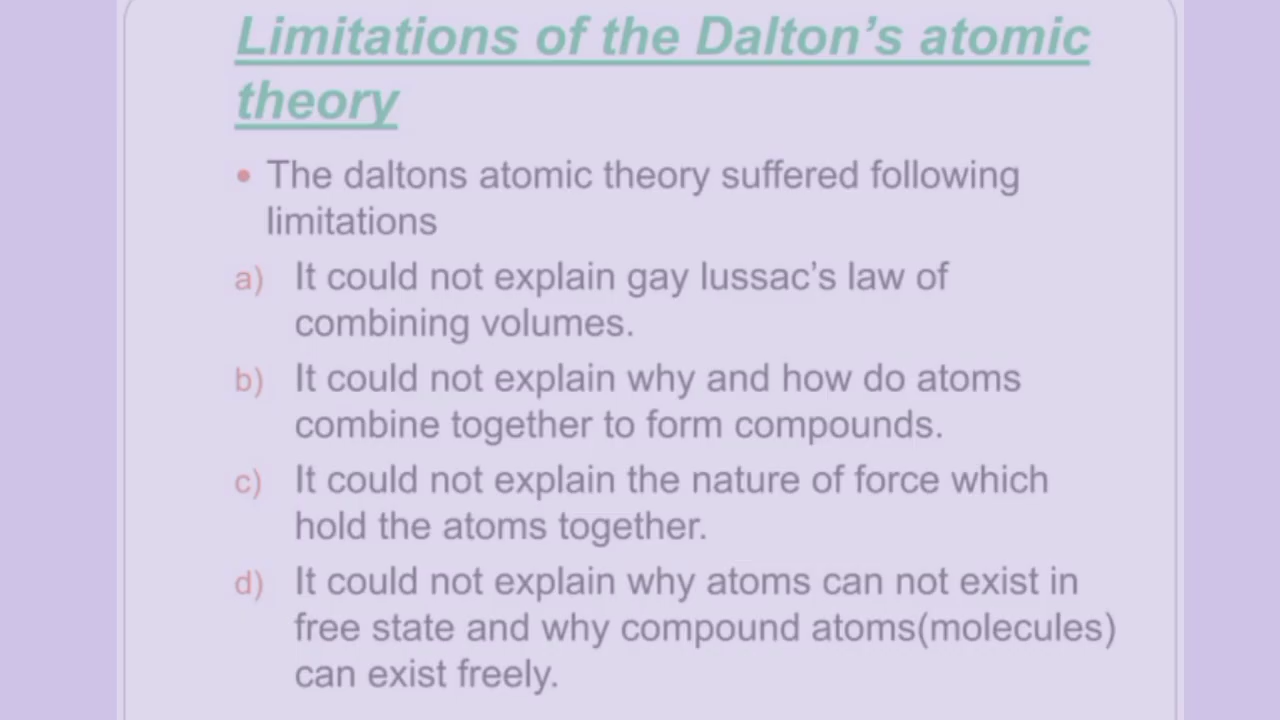 Limitations of the Dalton’s atomic
theory
• The daltons atomic theory suffered following
limitations
a) It could not explain gay lussac’s law of
combining volumes.
b) It could not explain why and how do atoms
combine together to form compounds.
c) It could not explain the nature of force which
hold the atoms together.
d) It could not explain why atoms can not exist in
free state and why compound atoms(molecules)
can exist freely.